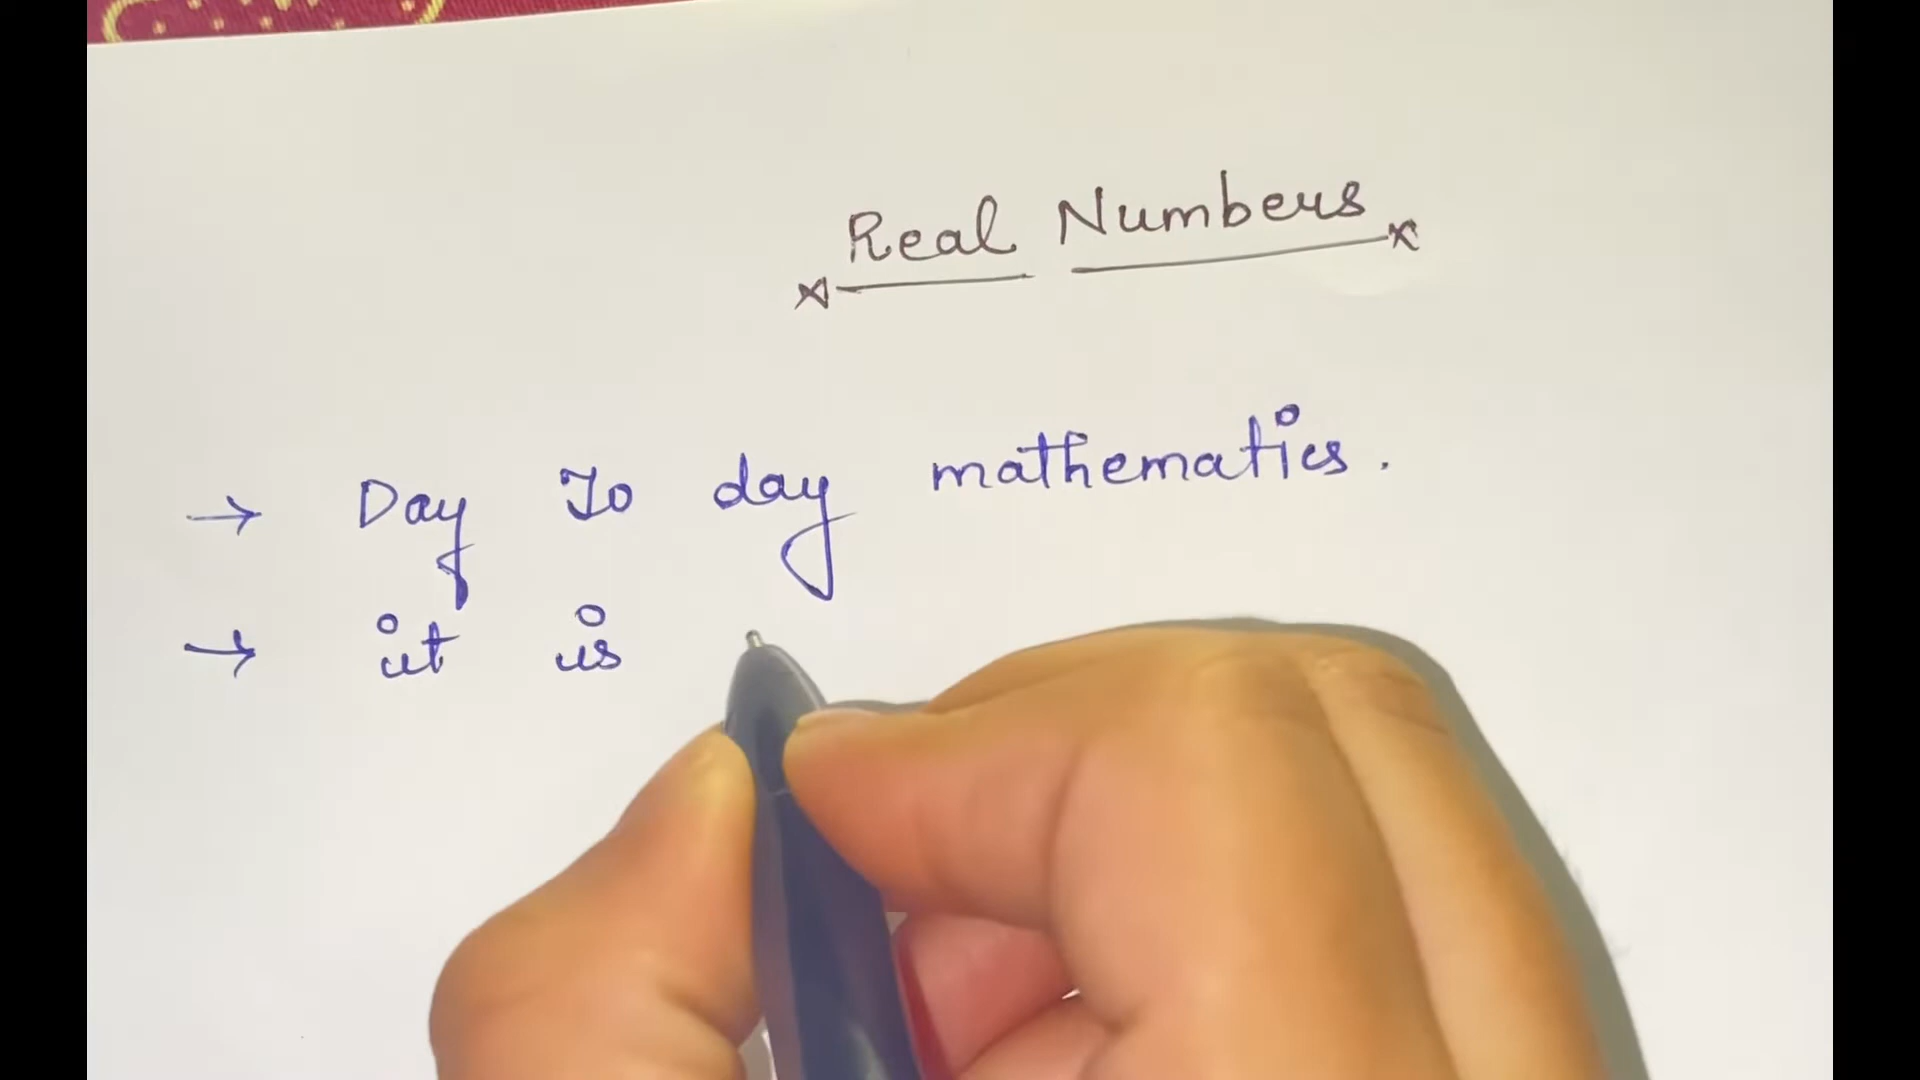 Real Numbers
→ Day To day mathematics.
→ it is